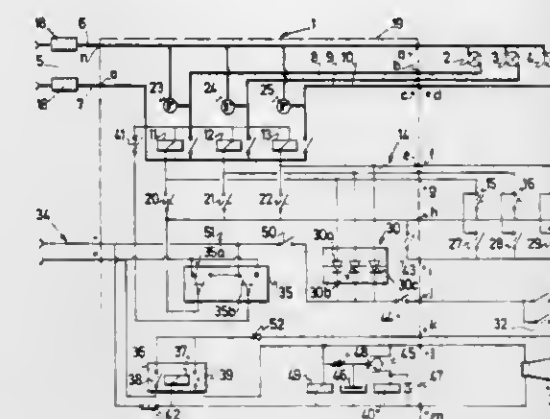 18 6 1 19
n a
5 8 9 10 b 2 3 4
18 o c d
7 23 24 25
41 11 12 13
14
e f
20 21 22 g 15 16
34 h
51 50 30a 30 27 28 29
35a
35 30b 30c 43
35b 44 j
32
52 k
36 37 48 45 l
38 39 49 46 47
3
42 40 m